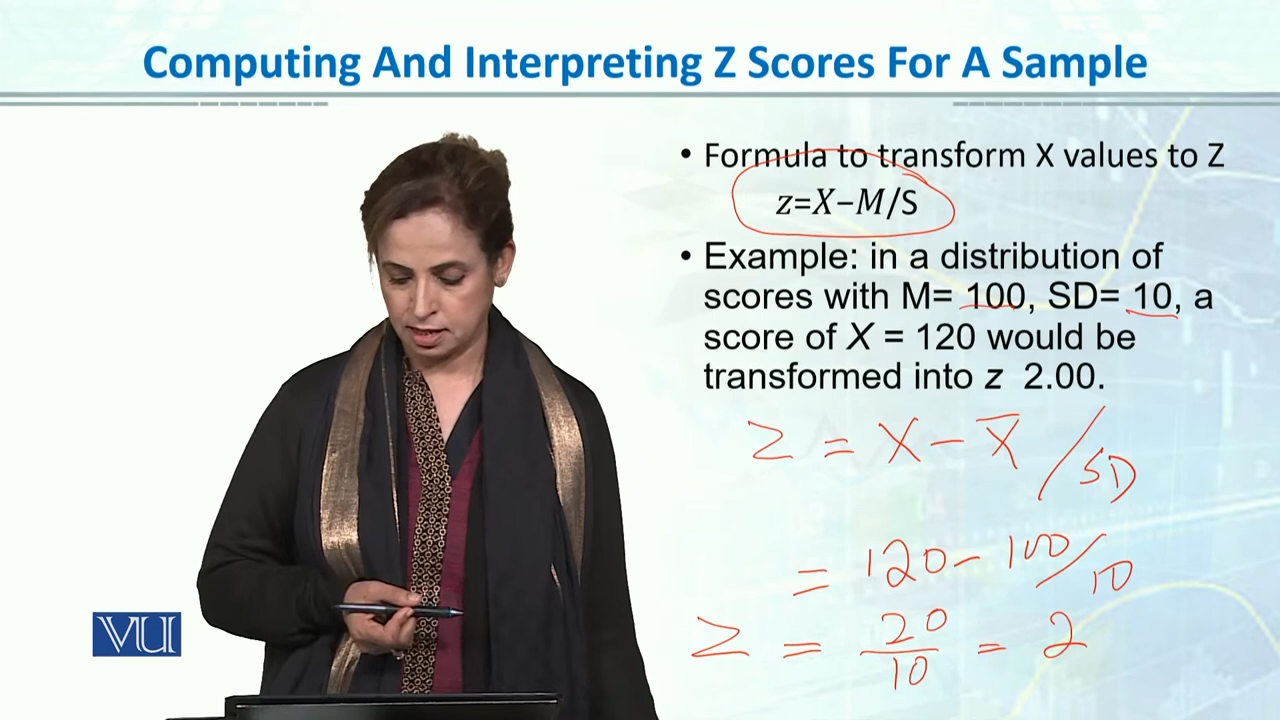 Computing And Interpreting Z Scores For A Sample
• Formula to transform X values to Z
z=X−M/S
• Example: in a distribution of
scores with M= 100, SD= 10, a
score of X = 120 would be
transformed into z 2.00.
Z = X - X̄ / SD
= 120 - 100/10
Z = 20/10 = 2
VU